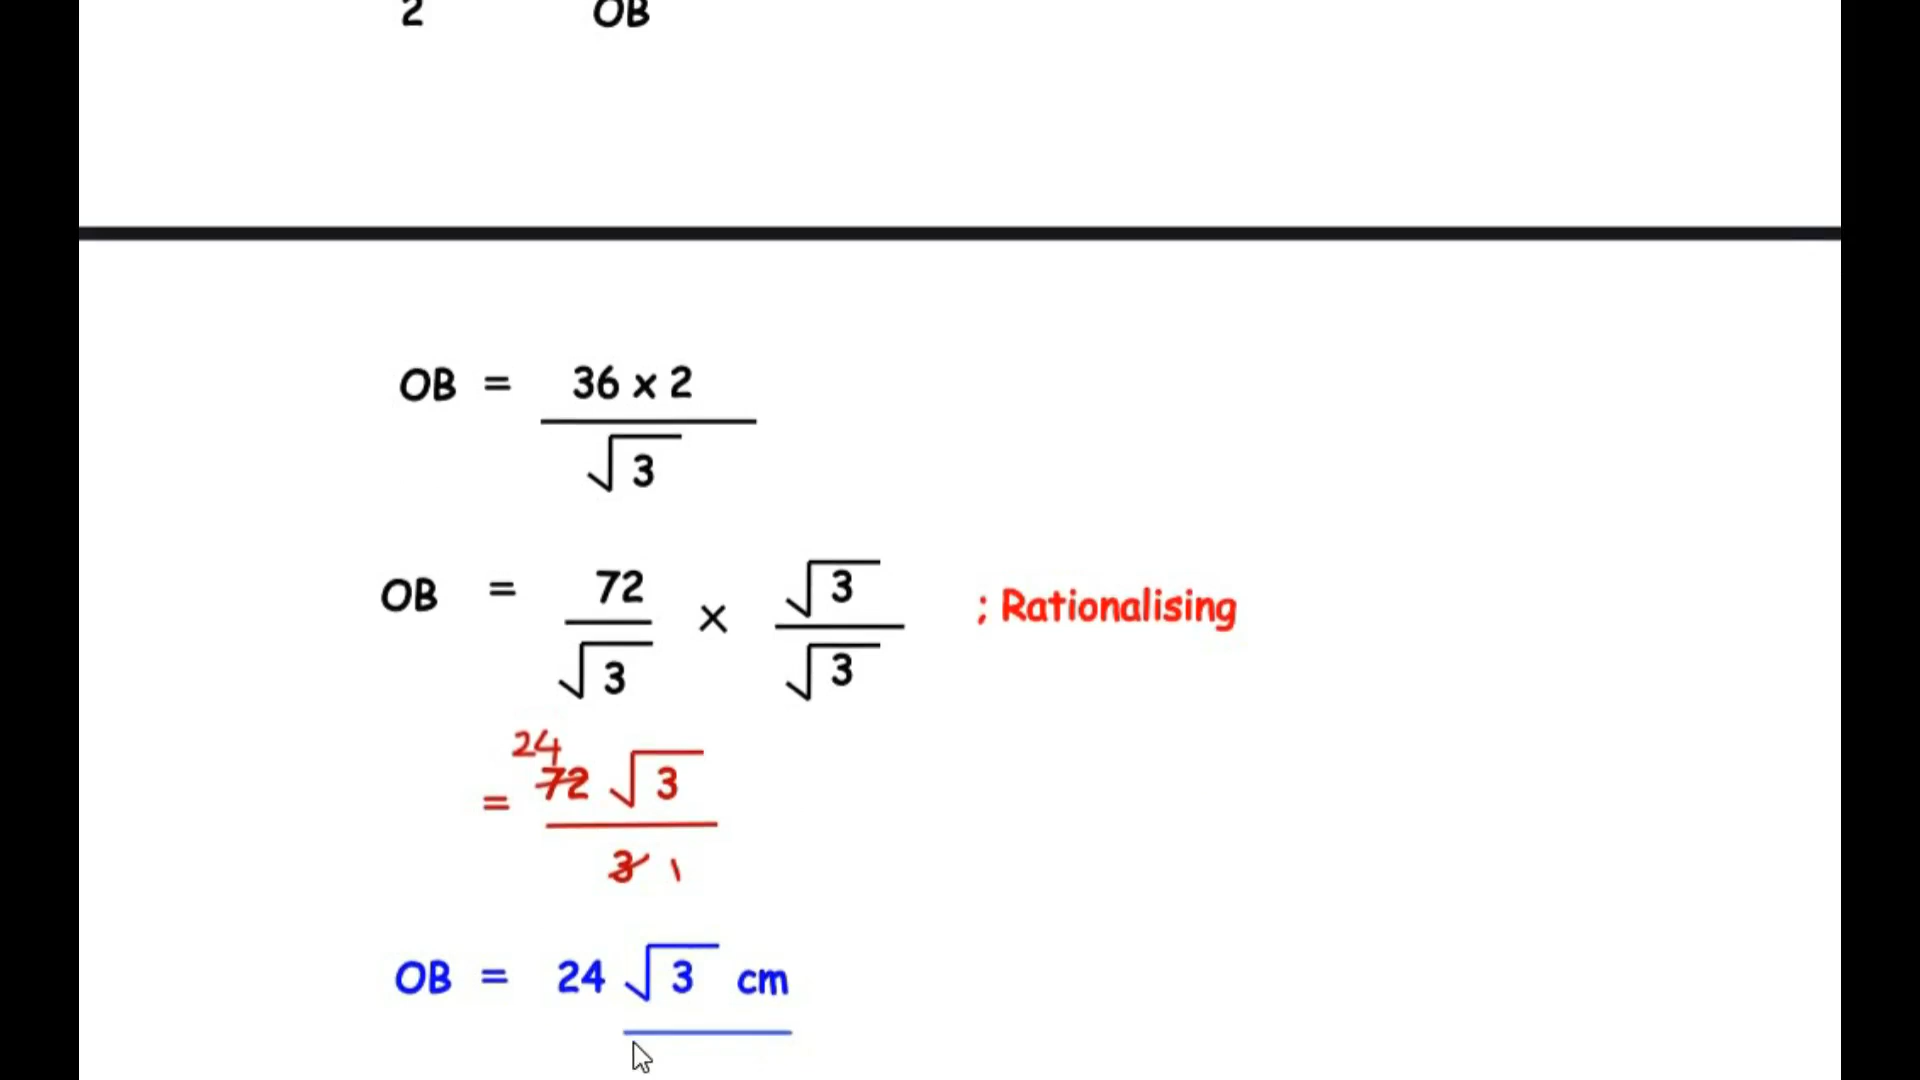 2 OB
OB = 36 x 2
√3
OB = 72 × √3 ; Rationalising
√3 √3
24
= 72 √3
3 1
OB = 24 √3 cm